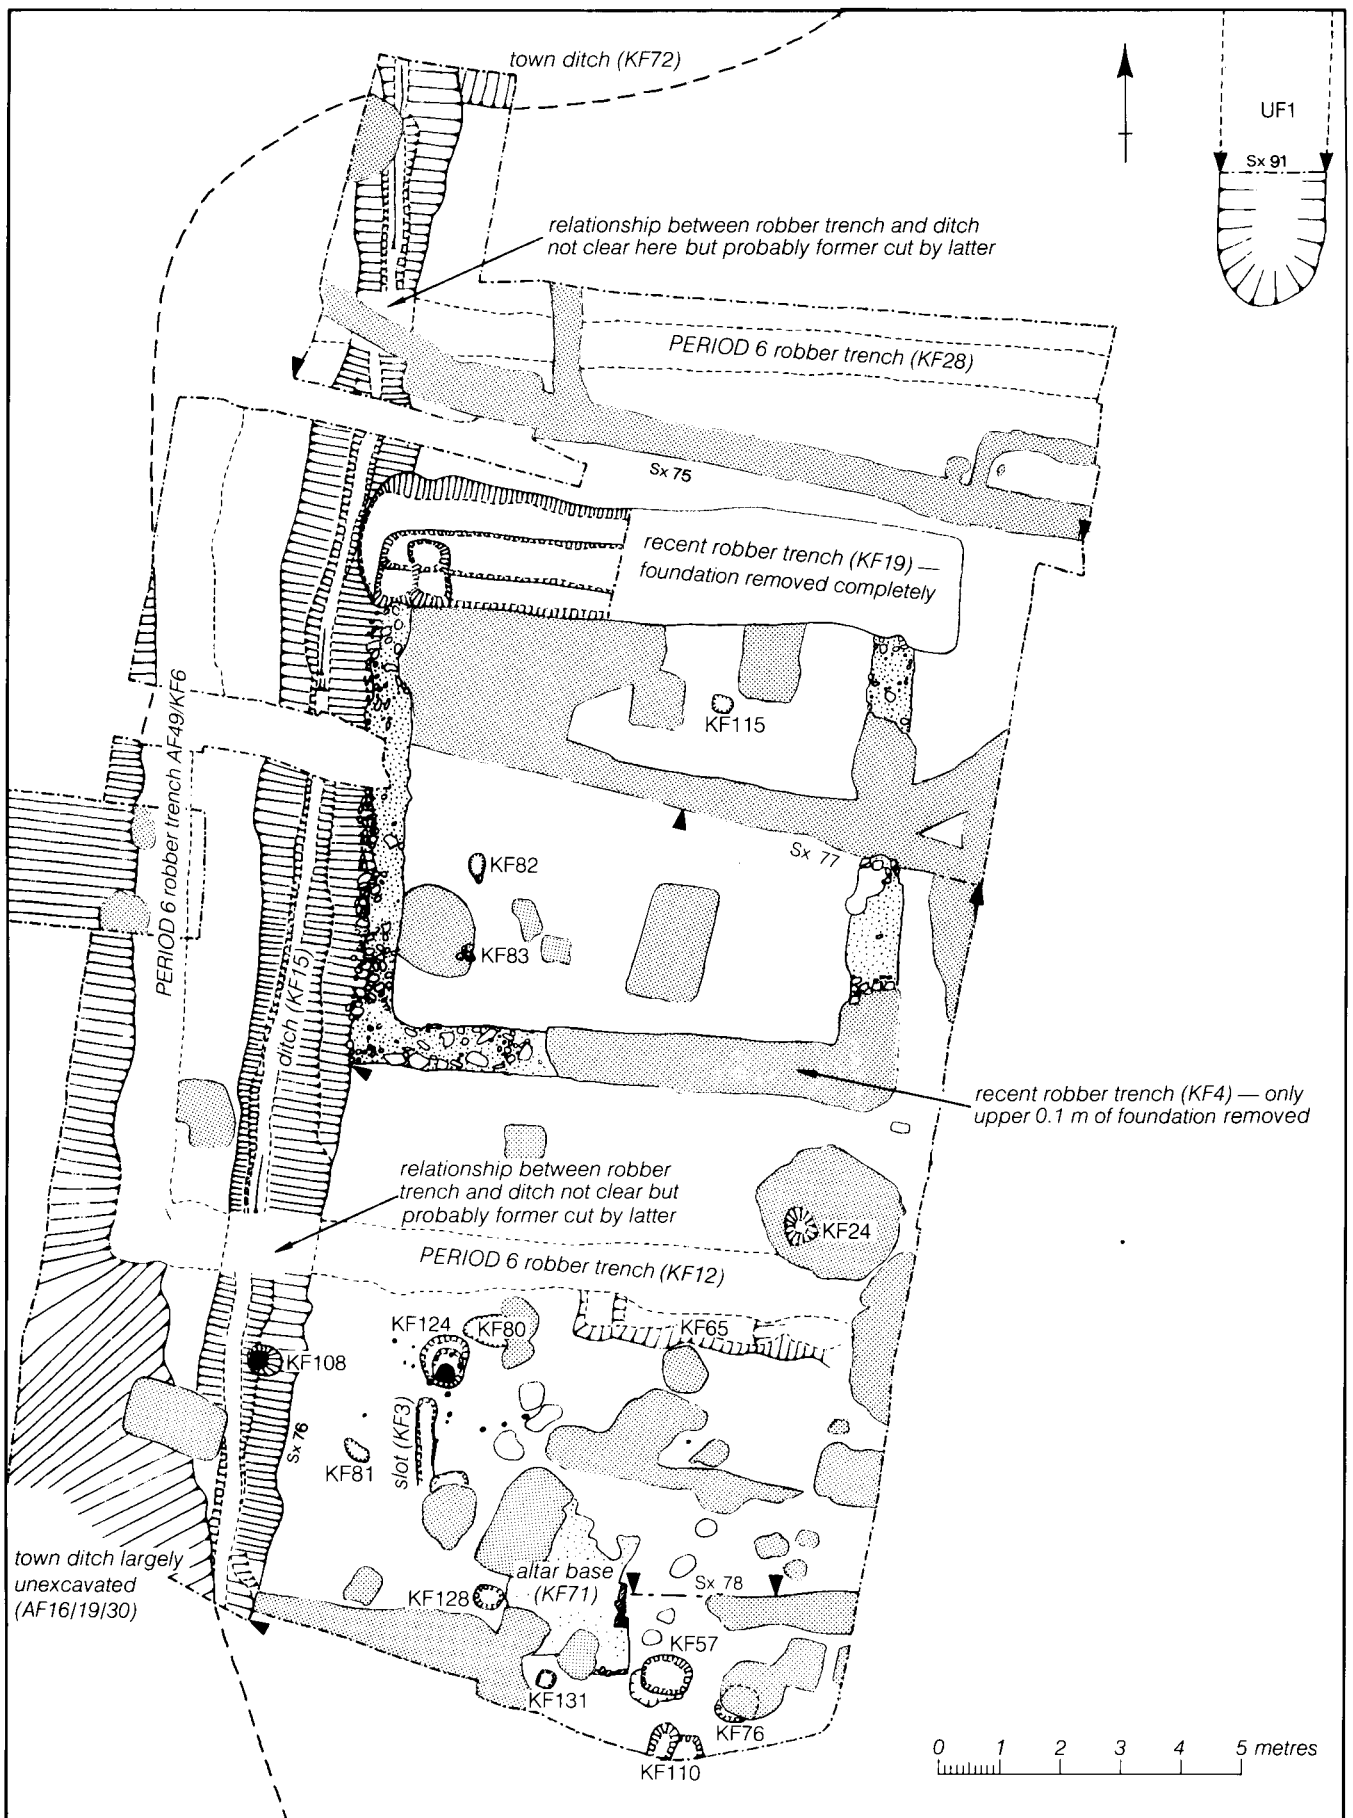 town ditch (KF72)
UF1
Sx 91
relationship between robber trench and ditch
not clear here but probably former cut by latter
PERIOD 6 robber trench (KF28)
Sx 75
recent robber trench (KF19) —
foundation removed completely
KF115
PERIOD 6 robber trench AF49/KF6
Sx 77
KF82
KF83
ditch (KF15)
recent robber trench (KF4) — only
upper 0.1 m of foundation removed
relationship between robber
trench and ditch not clear but
probably former cut by latter
KF24
PERIOD 6 robber trench (KF12)
KF124
KF80
KF65
KF108
Sx 76
KF81
slot (KF3)
town ditch largely
unexcavated
(AF16/19/30)
altar base
(KF71)
Sx 78
KF128
KF57
KF131
KF76
KF110
0 1 2 3 4 5 metres